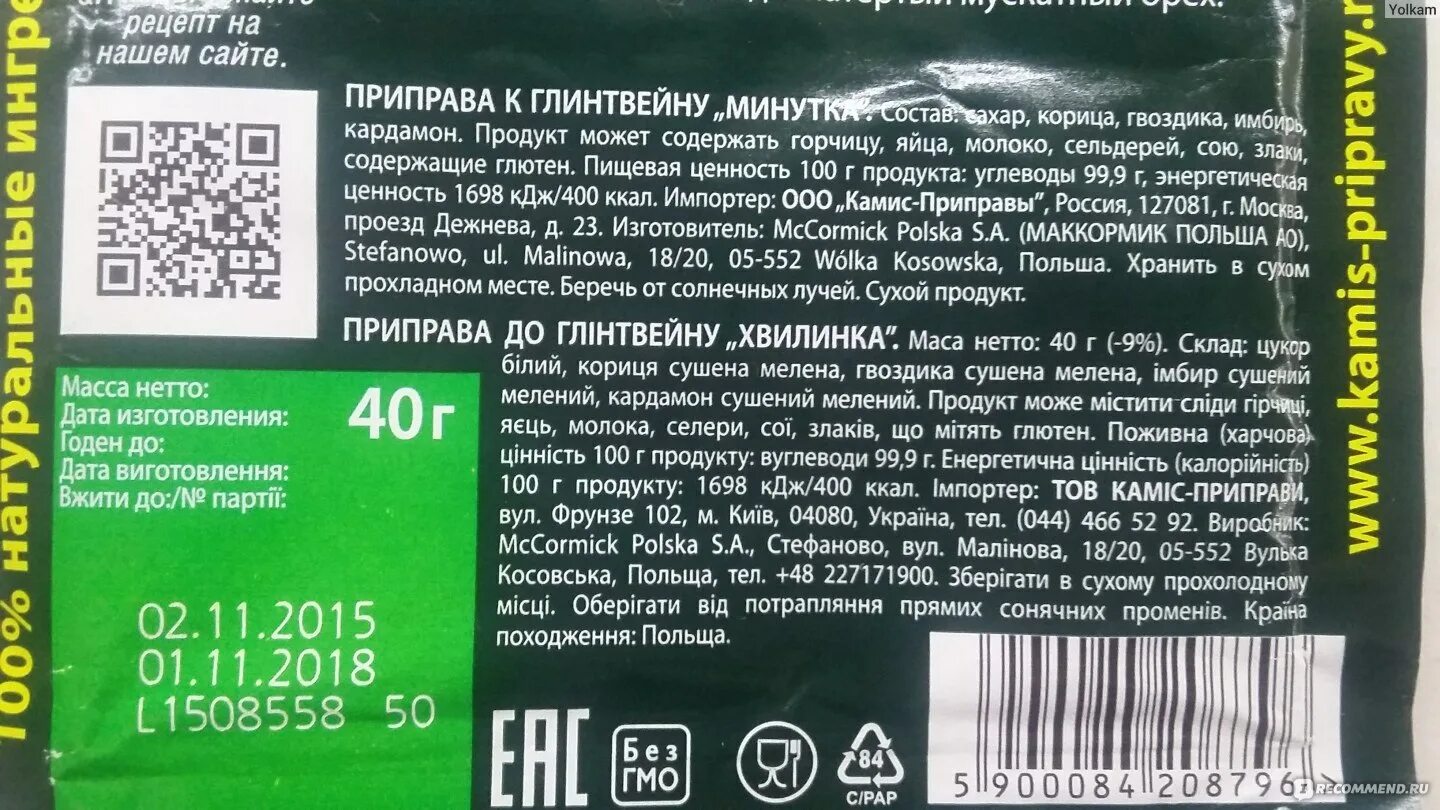 Yolkam
рецепт на
нашем сайте.
мускатный орех.
100% натуральные ингре
ПРИПРАВА К ГЛИНТВЕЙНУ „МИНУТКА". Состав: сахар, корица, гвоздика, имбирь,
кардамон. Продукт может содержать горчицу, яйца, молоко, сельдерей, сою, злаки,
содержащие глютен. Пищевая ценность 100 г продукта: углеводы 99,9 г, энергетическая
ценность 1698 кДж/400 ккал. Импортер: ООО „Камис-Приправы", Россия, 127081, г. Москва,
проезд Дежнева, д. 23. Изготовитель: McCormick Polska S.A. (МАККОРМИК ПОЛЬША АО),
Stefanowo, ul. Malinowa, 18/20, 05-552 Wólka Kosowska, Польша. Хранить в сухом
прохладном месте. Беречь от солнечных лучей. Сухой продукт.
ПРИПРАВА ДО ГЛІНТВЕЙНУ „ХВИЛИНКА". Маса нетто: 40 г (-9%). Склад: цукор
білий, кориця сушена мелена, гвоздика сушена мелена, імбир сушений
мелений, кардамон сушений мелений. Продукт може містити сліди гірчиці,
яєць, молока, селери, сої, злаків, що мітять глютен. Поживна (харчова)
цінність 100 г продукту: вуглеводи 99,9 г. Енергетична цінність (калорійність)
100 г продукту: 1698 кДж/400 ккал. Імпортер: ТОВ КАМІС-ПРИПРАВИ,
вул. Фрунзе 102, м. Київ, 04080, Україна, тел. (044) 466 52 92. Виробник:
McCormick Polska S.A., Стефаново, вул. Малінова, 18/20, 05-552 Вулька
Косовська, Польща, тел. +48 227171900. Зберігати в сухому прохолодному
місці. Оберігати від потрапляння прямих сонячних променів. Країна
походження: Польща.
Масса нетто: 40 г
Дата изготовления:
Годен до:
Дата виготовлення:
Вжити до:/№ партії:
02.11.2015
01.11.2018
L1508558 50
EAC
Без
ГМО
84
C/PAP
5 900084 208796
www.kamis-pripravy.r
RECOMMEND.RU